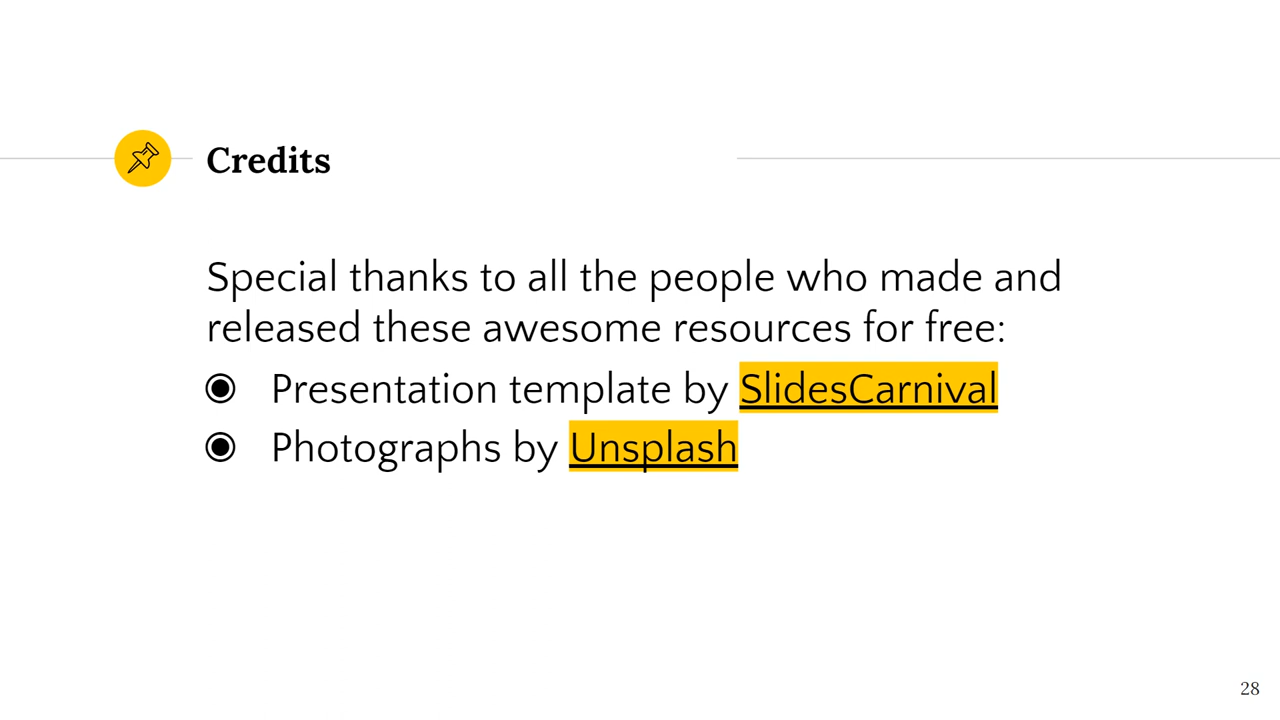 Credits
Special thanks to all the people who made and
released these awesome resources for free:
◉ Presentation template by SlidesCarnival
◉ Photographs by Unsplash
28